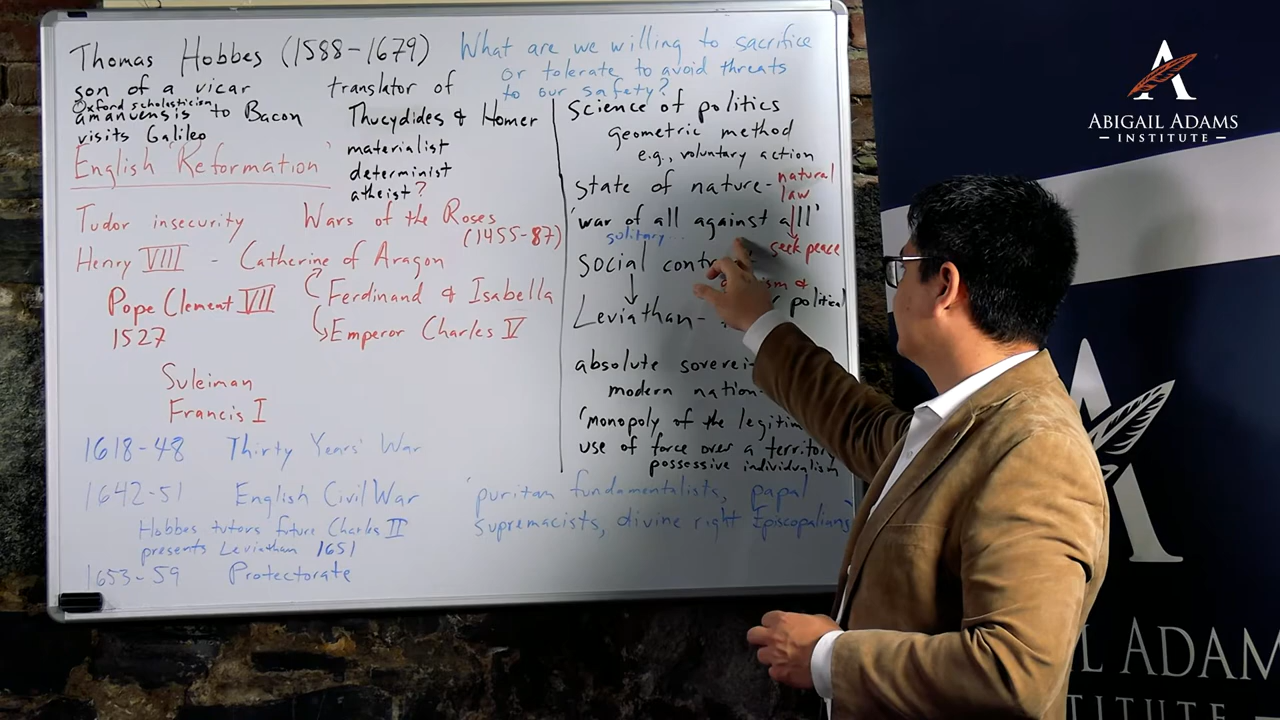 Thomas Hobbes (1588-1679)
What are we willing to sacrifice
or tolerate to avoid threats
to our safety?
son of a vicar
Oxford scholasticism
amanuensis to Bacon
visits Galileo
translator of
Thucydides & Homer
materialist
determinist
atheist?
English Reformation
Tudor insecurity Wars of the Roses
(1455-87)
Henry VIII - Catherine of Aragon
Pope Clement VII
1527
Ferdinand & Isabella
Emperor Charles V
Suleiman
Francis I
1618-48 Thirty Years' War
1642-51 English Civil War
Hobbes tutors future Charles II
presents Leviathan 1651
1653-59 Protectorate
'puritan fundamentalists, papal
supremacists, divine right Episcopalians'
Science of politics
geometric method
e.g., voluntary action
state of nature - natural
law
'war of all against all'
solitary...
seek peace
social cont
&
Leviathan - political
absolute soverei
modern nation
'monopoly of the legitim
use of force over a territory
possessive individualism
ABIGAIL ADAMS
INSTITUTE
L ADAM
TITUTE